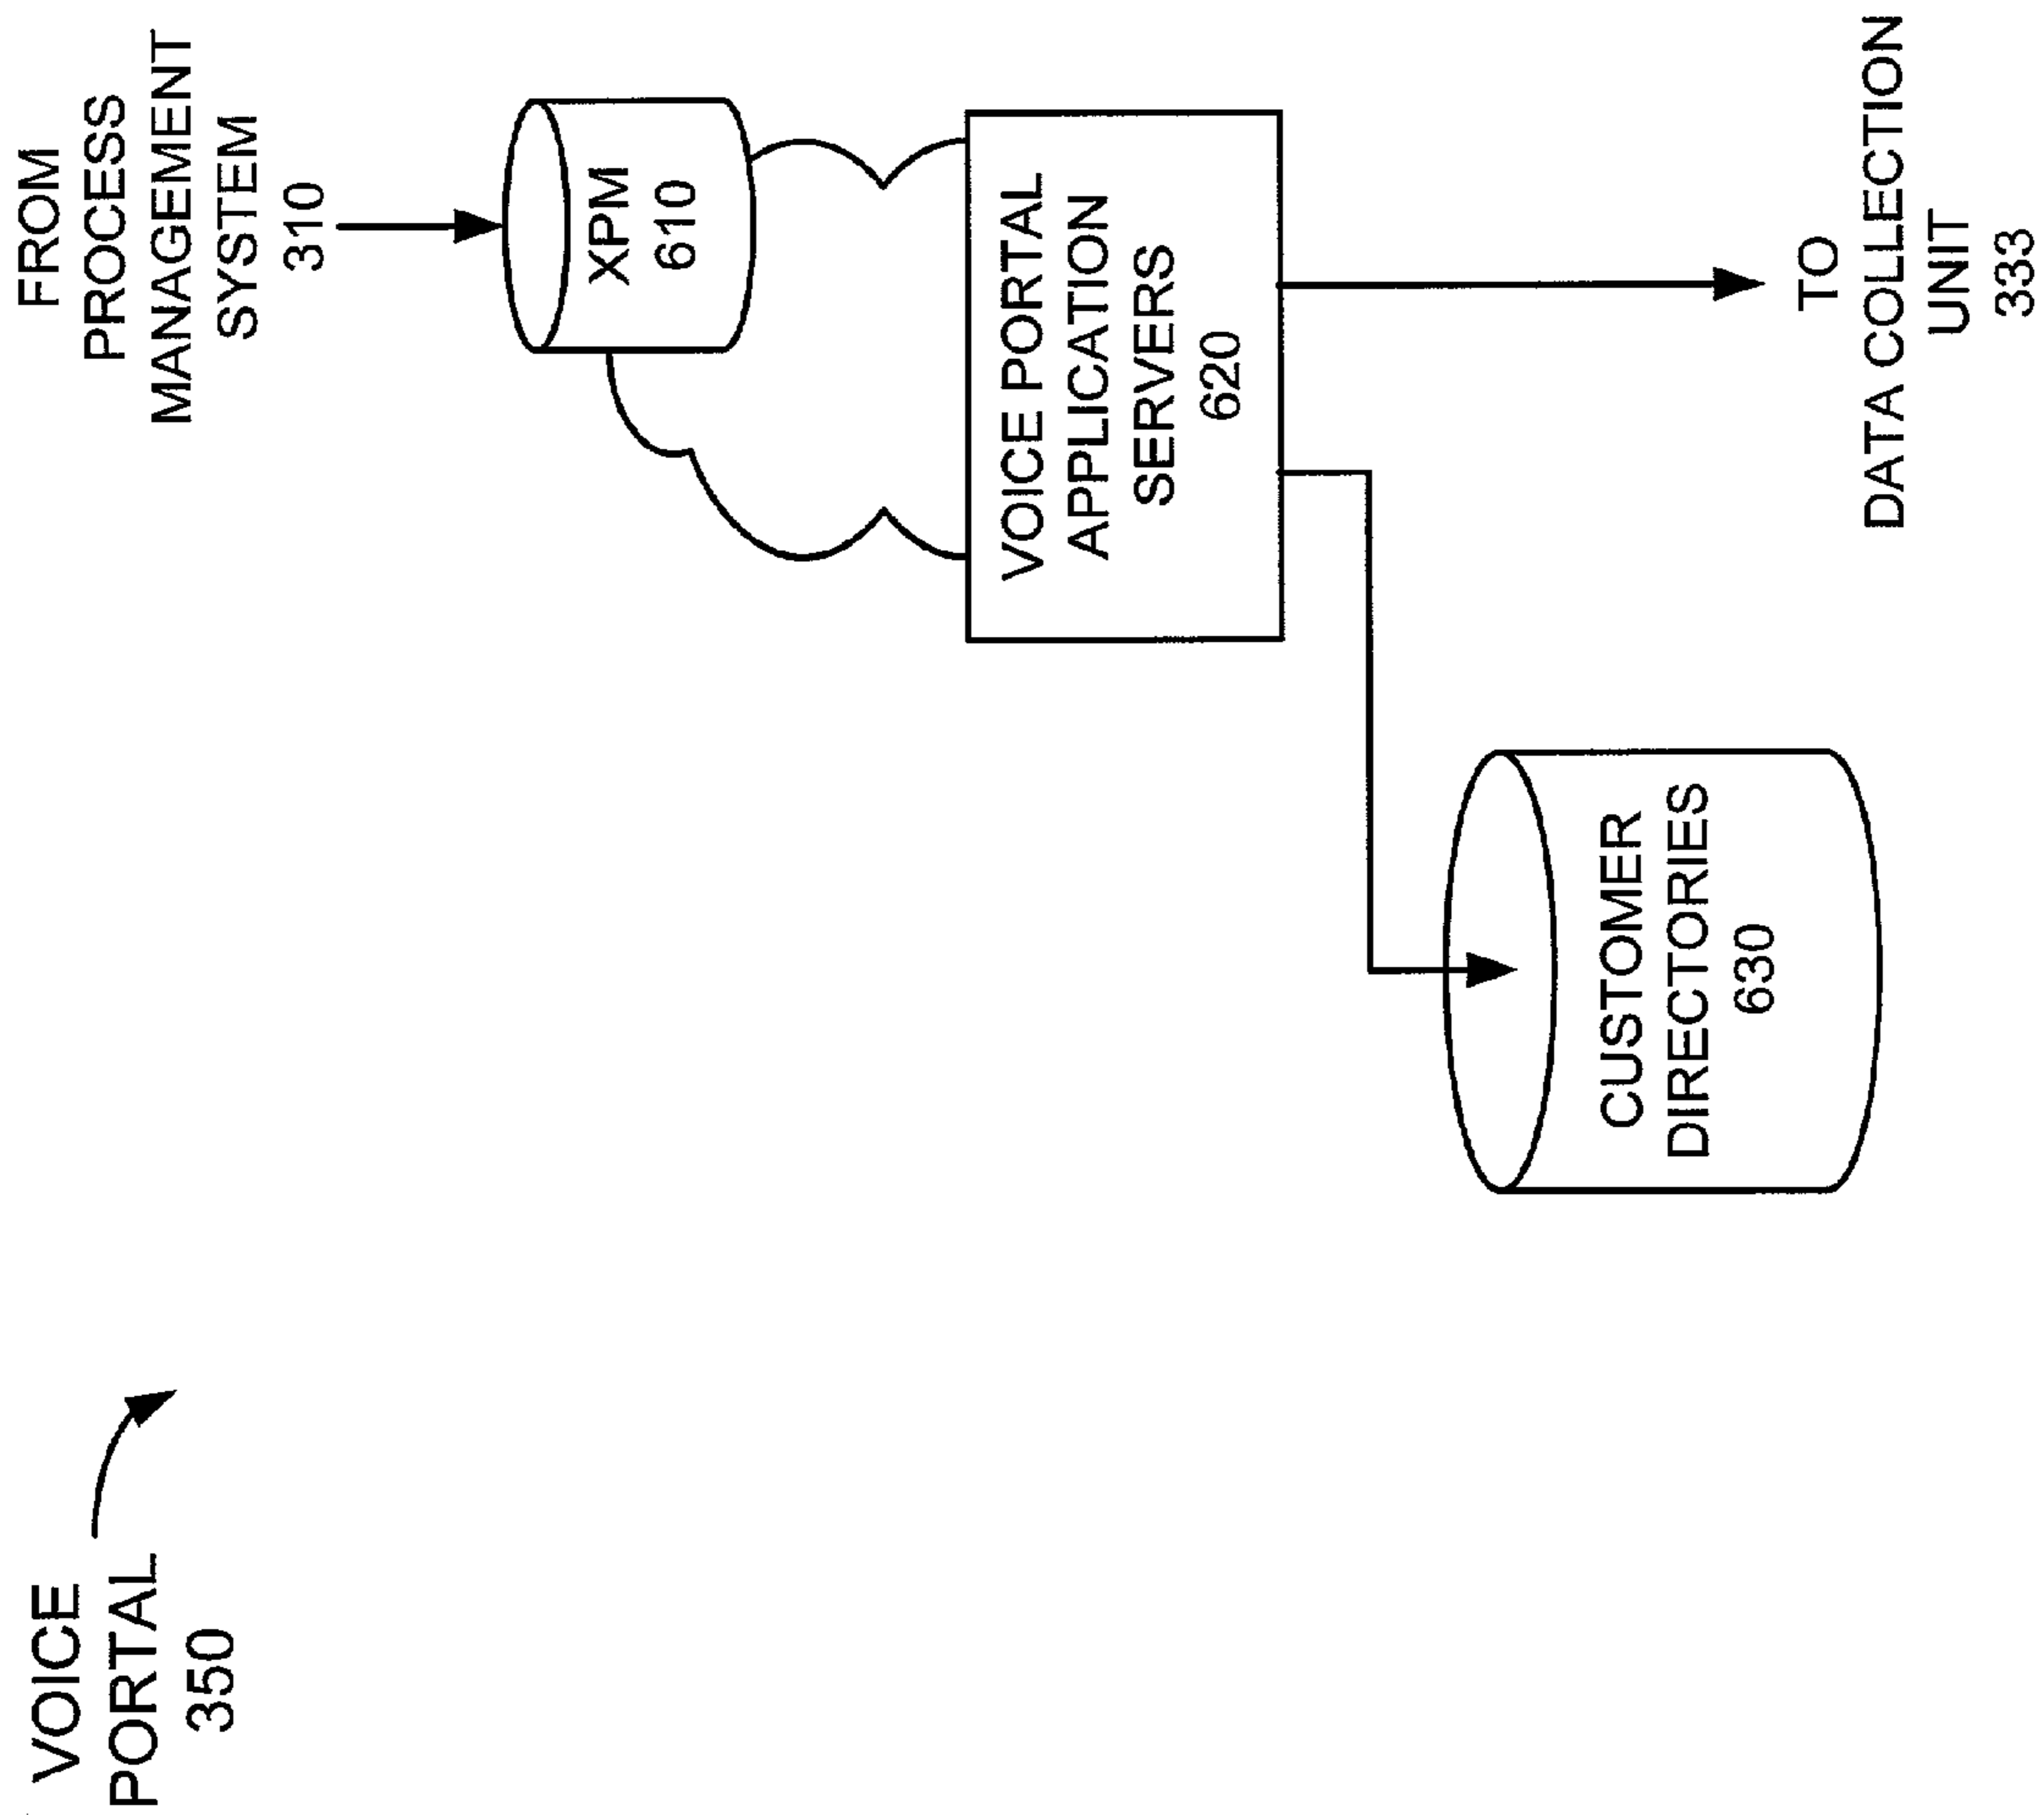 VOICE
PORTAL
350
FROM
PROCESS
MANAGEMENT
SYSTEM
310
XPM
610
VOICE PORTAL
APPLICATION
SERVERS
620
CUSTOMER
DIRECTORIES
630
TO
DATA COLLECTION
UNIT
333